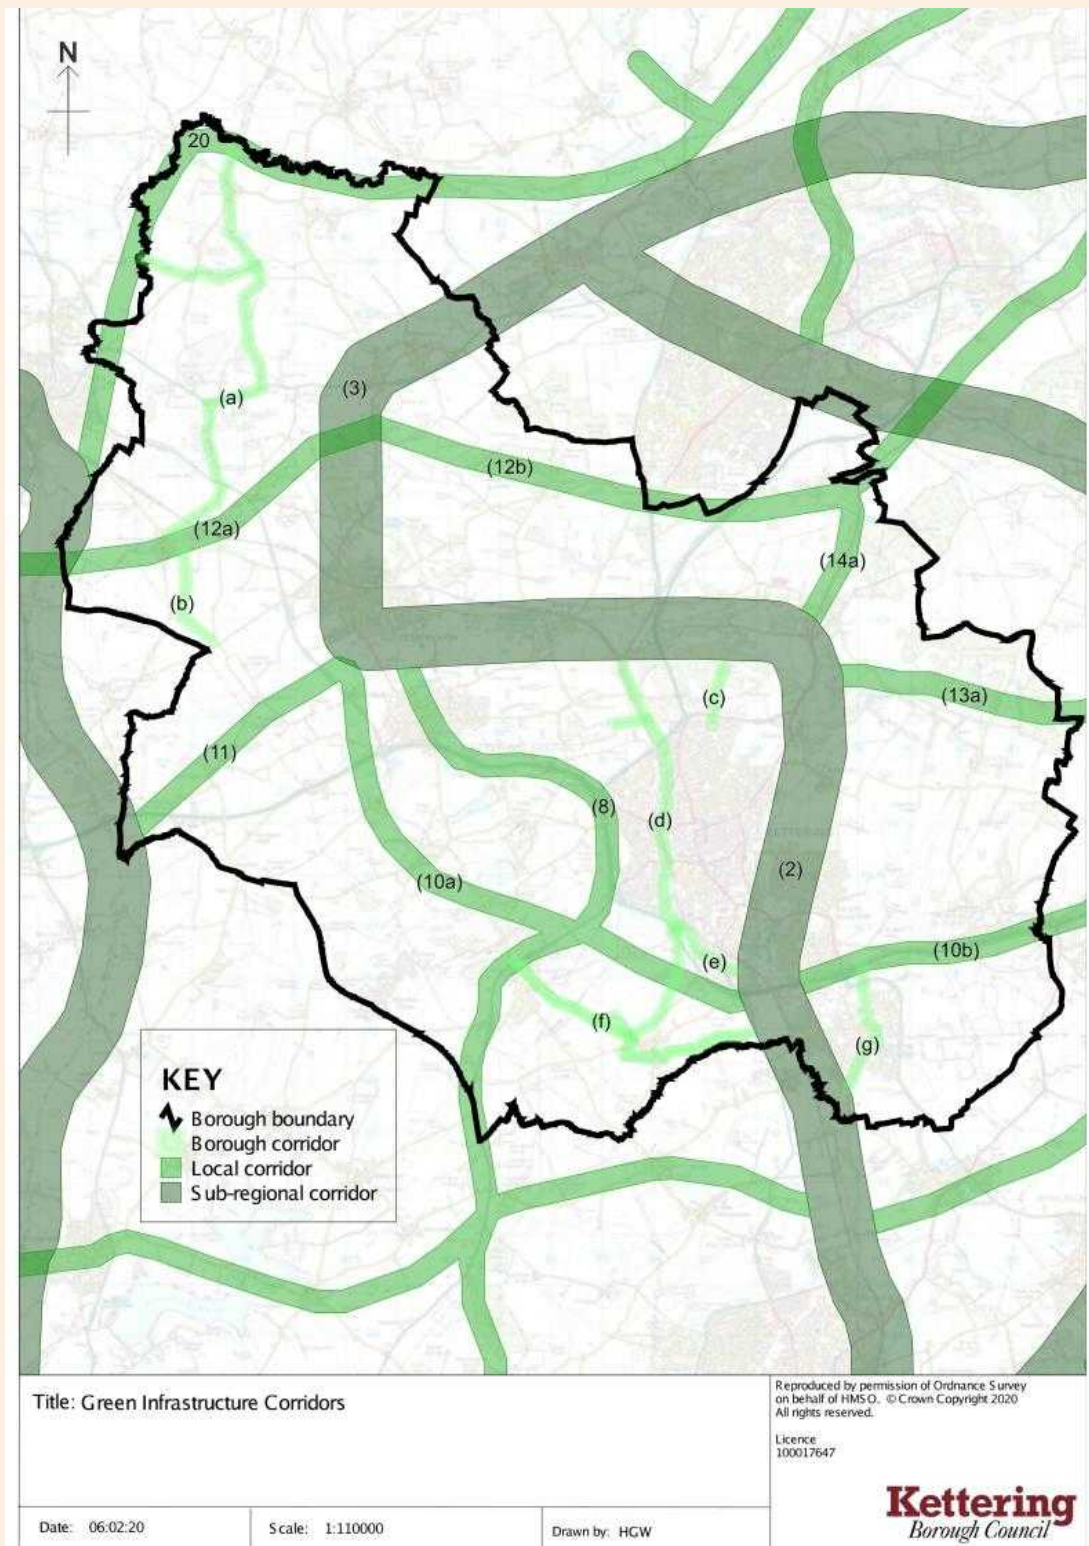 N
20
(a)
(3)
(12b)
(12a)
(14a)
(b)
(c)
(13a)
(11)
(8)
(d)
(2)
(10a)
(10b)
(e)
(f)
(g)
KEY
Borough boundary
Borough corridor
Local corridor
Sub-regional corridor
Title: Green Infrastructure Corridors
Reproduced by permission of Ordnance Survey
on behalf of HMSO. © Crown Copyright 2020
All rights reserved.
Licence
100017647
Date: 06:02:20
Scale: 1:110000
Drawn by: HGW
Kettering
Borough Council